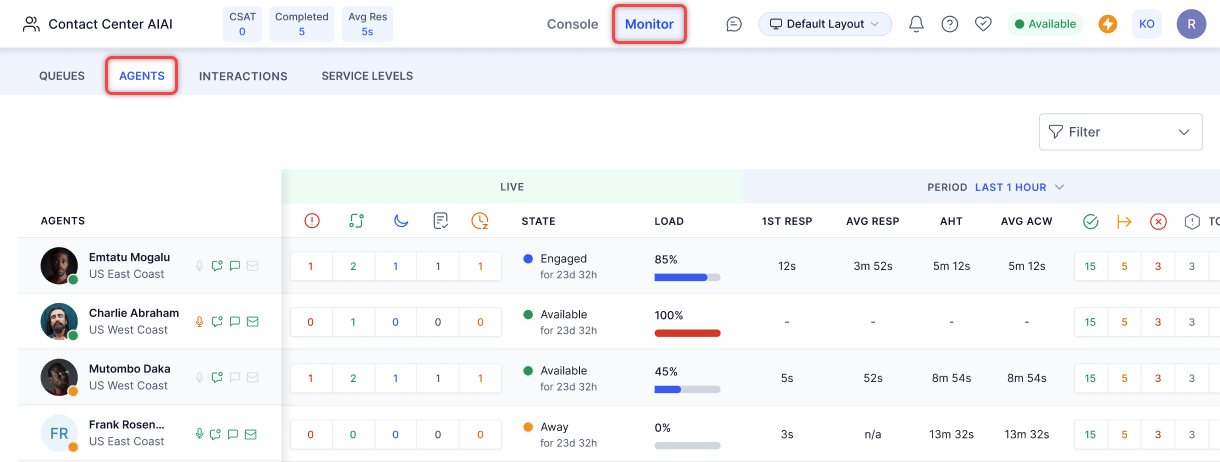 Contact Center AIAI
CSAT
0
Completed
5
Avg Res
5s
Console
Monitor
Default Layout
Available
KO
R
QUEUES
AGENTS
INTERACTIONS
SERVICE LEVELS
Filter
LIVE
PERIOD LAST 1 HOUR
AGENTS
STATE
LOAD
1ST RESP
AVG RESP
AHT
AVG ACW
TO
Emtatu Mogalu
US East Coast
1 2 1 1 1
Engaged
for 23d 32h
85%
12s 3m 52s 5m 12s 5m 12s
15 5 3 3
Charlie Abraham
US West Coast
0 1 0 0 0
Available
for 23d 32h
100%
- - - -
15 5 3 3
Mutombo Daka
US West Coast
1 2 1 1 1
Available
for 23d 32h
45%
5s 52s 8m 54s 8m 54s
15 5 3 3
FR
Frank Rosen...
US East Coast
0 0 0 0 0
Away
for 23d 32h
0%
3s n/a 13m 32s 13m 32s
15 5 3 3